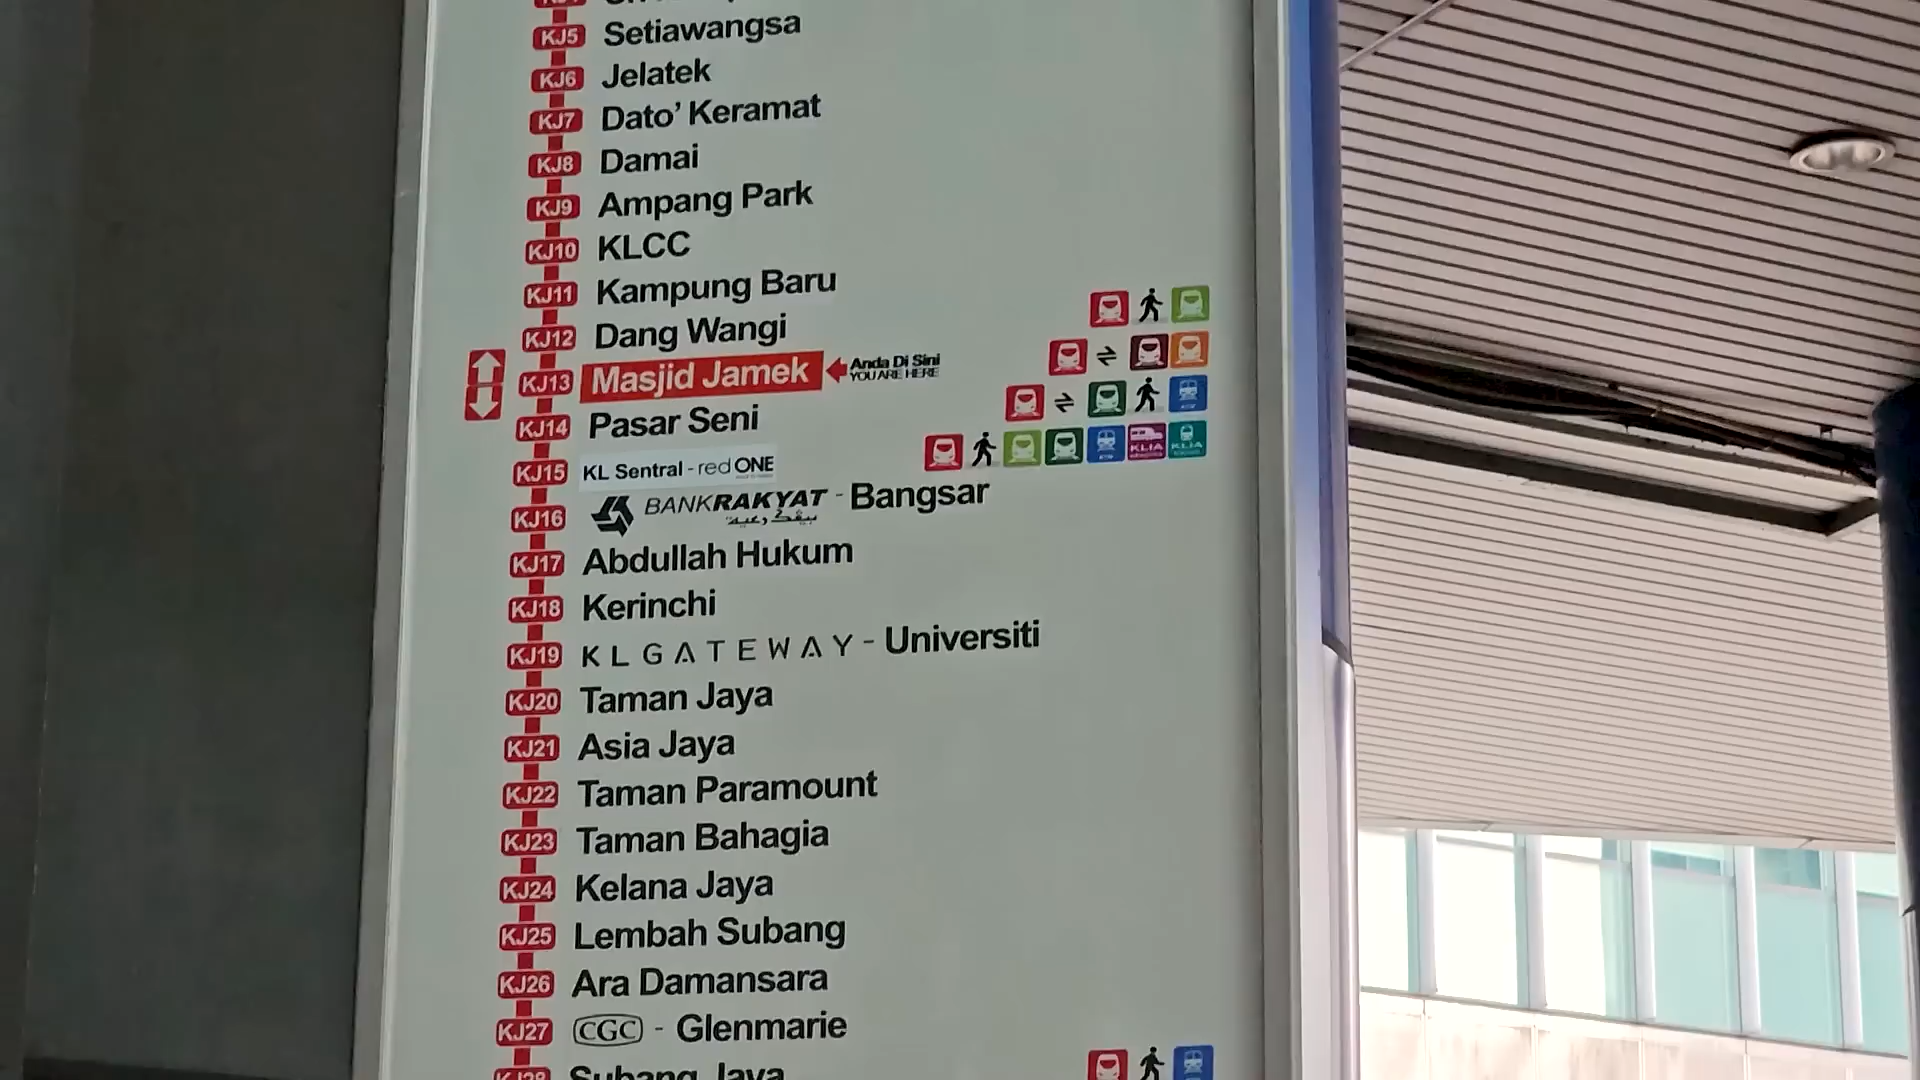 KJ5 Setiawangsa
KJ6 Jelatek
KJ7 Dato' Keramat
KJ8 Damai
KJ9 Ampang Park
KJ10 KLCC
KJ11 Kampung Baru
KJ12 Dang Wangi
KJ13 Masjid Jamek Anda Di Sini
YOU ARE HERE
KJ14 Pasar Seni
KJ15 KL Sentral - redONE KLIA KLIA
KJ16 BANKRAKYAT - Bangsar
KJ17 Abdullah Hukum
KJ18 Kerinchi
KJ19 KLGATEWAY - Universiti
KJ20 Taman Jaya
KJ21 Asia Jaya
KJ22 Taman Paramount
KJ23 Taman Bahagia
KJ24 Kelana Jaya
KJ25 Lembah Subang
KJ26 Ara Damansara
KJ27 CGC - Glenmarie
KJ28 Subang Jaya